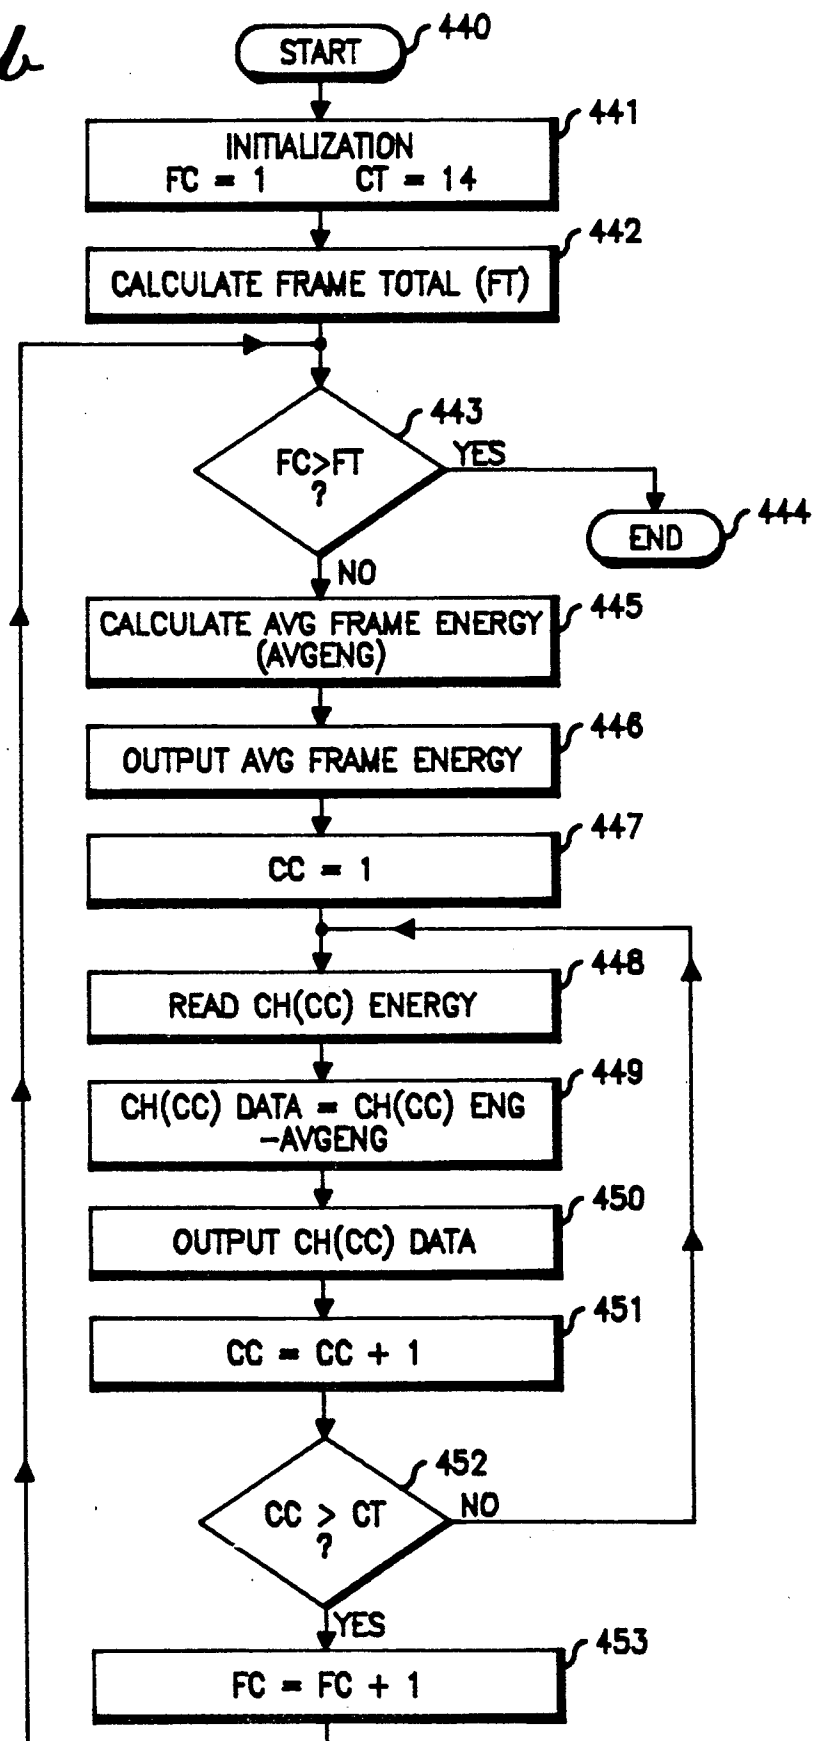 b
START
440
INITIALIZATION
FC = 1 CT = 14
441
CALCULATE FRAME TOTAL (FT)
442
FC>FT
?
443
YES
END
444
NO
CALCULATE AVG FRAME ENERGY
(AVGENG)
445
OUTPUT AVG FRAME ENERGY
446
CC = 1
447
READ CH(CC) ENERGY
448
CH(CC) DATA = CH(CC) ENG
-AVGENG
449
OUTPUT CH(CC) DATA
450
CC = CC + 1
451
CC > CT
?
452
NO
YES
FC = FC + 1
453